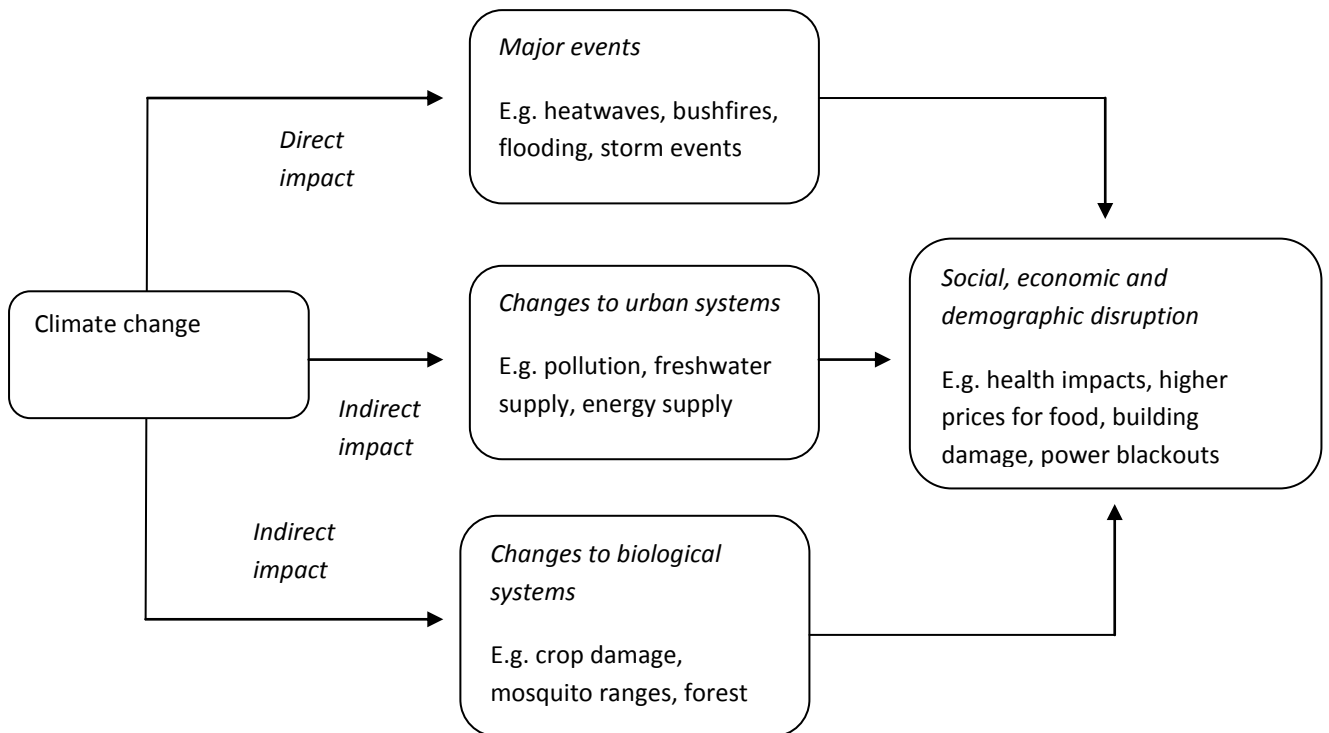 Major events
E.g. heatwaves, bushfires,
flooding, storm events
Direct
impact
Climate change
Changes to urban systems
E.g. pollution, freshwater
supply, energy supply
Indirect
impact
Social, economic and
demographic disruption
E.g. health impacts, higher
prices for food, building
damage, power blackouts
Indirect
impact
Changes to biological
systems
E.g. crop damage,
mosquito ranges, forest